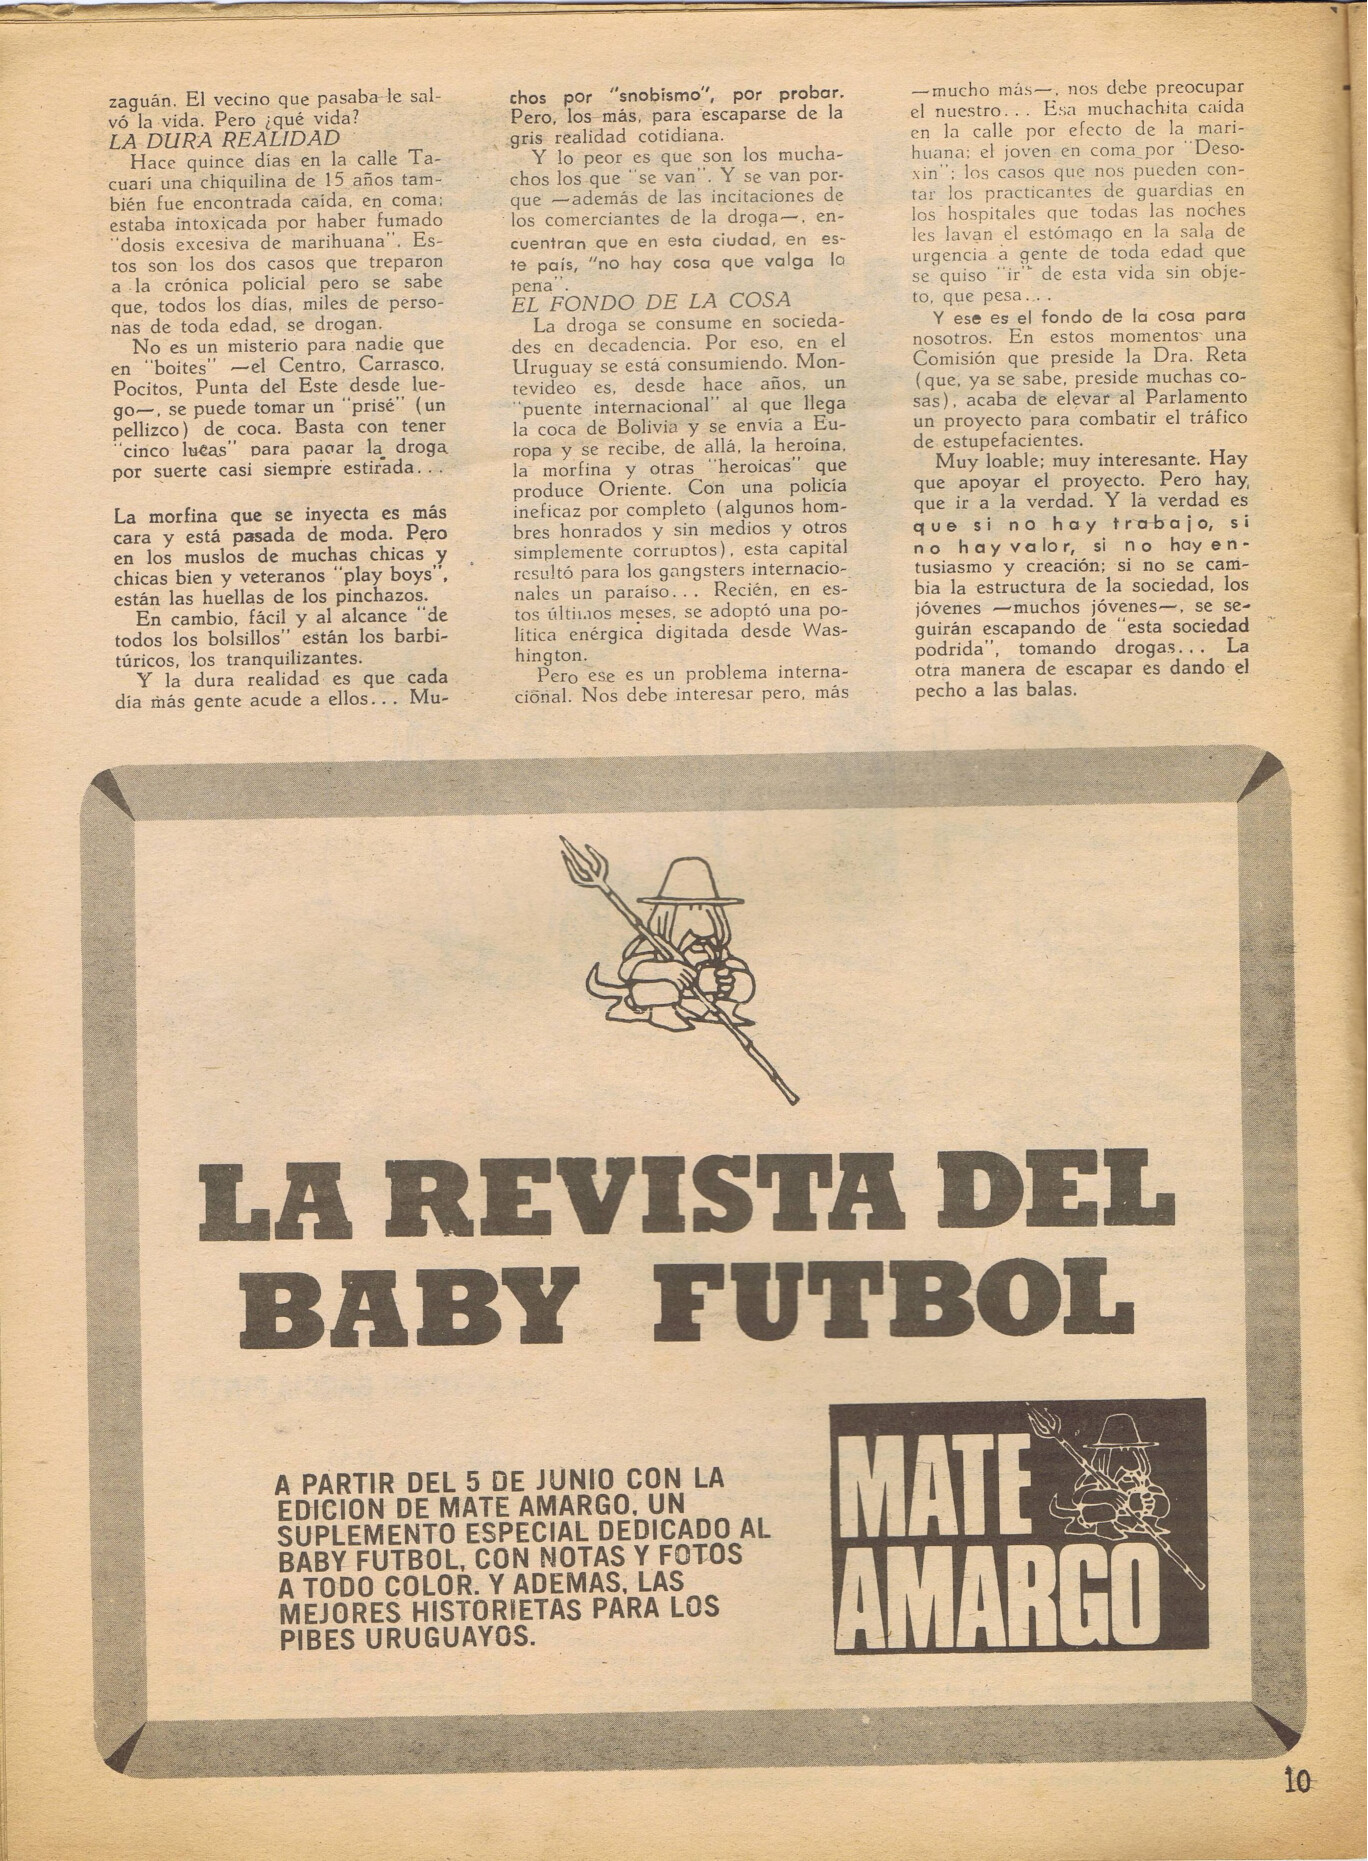 zaguán. El vecino que pasaba le sal-
vó la vida. Pero ¿qué vida?
LA DURA REALIDAD
Hace quince días en la calle Ta-
cuarí una chiquilina de 15 años tam-
bién fue encontrada caída, en coma;
estaba intoxicada por haber fumado
"dosis excesiva de marihuana". Es-
tos son los dos casos que treparon
a la crónica policial pero se sabe
que, todos los días, miles de perso-
nas de toda edad, se drogan.
No es un misterio para nadie que
en "boites" —el Centro, Carrasco,
Pocitos, Punta del Este desde lue-
go—, se puede tomar un "prisé" (un
pellizco) de coca. Basta con tener
"cinco lucas" para pagar la droga
por suerte casi siempre estirada...
La morfina que se inyecta es más
cara y está pasada de moda. Pero
en los muslos de muchas chicas y
chicas bien y veteranos "play boys",
están las huellas de los pinchazos.
En cambio, fácil y al alcance "de
todos los bolsillos" están los barbi-
túricos, los tranquilizantes.
Y la dura realidad es que cada
día más gente acude a ellos... Mu-
chos por "snobismo", por probar.
Pero, los más, para escaparse de la
gris realidad cotidiana.
Y lo peor es que son los mucha-
chos los que "se van". Y se van por-
que —además de las incitaciones de
los comerciantes de la droga—, en-
cuentran que en esta ciudad, en es-
te país, "no hay cosa que valga la
pena".
EL FONDO DE LA COSA
La droga se consume en socieda-
des en decadencia. Por eso, en el
Uruguay se está consumiendo. Mon-
tevideo es, desde hace años, un
"puente internacional" al que llega
la coca de Bolivia y se envía a Eu-
ropa y se recibe, de allá, la heroína,
la morfina y otras "heroicas" que
produce Oriente. Con una policía
ineficaz por completo (algunos hom-
bres honrados y sin medios y otros
simplemente corruptos), esta capital
resultó para los gangsters internacio-
nales un paraíso... Recién, en es-
tos últimos meses, se adoptó una po-
lítica enérgica digitada desde Was-
hington.
Pero ese es un problema interna-
cional. Nos debe interesar pero, más
—mucho más—, nos debe preocupar
el nuestro... Esa muchachita caída
en la calle por efecto de la mari-
huana; el joven en coma por "Deso-
xin"; los casos que nos pueden con-
tar los practicantes de guardias en
los hospitales que todas las noches
les lavan el estómago en la sala de
urgencia a gente de toda edad que
se quiso "ir" de esta vida sin obje-
to, que pesa...
Y ese es el fondo de la cosa para
nosotros. En estos momentos una
Comisión que preside la Dra. Reta
(que, ya se sabe, preside muchas co-
sas), acaba de elevar al Parlamento
un proyecto para combatir el tráfico
de estupefacientes.
Muy loable; muy interesante. Hay
que apoyar el proyecto. Pero hay,
que ir a la verdad. Y la verdad es
que si no hay trabajo, si
no hay valor, si no hay en-
tusiasmo y creación; si no se cam-
bia la estructura de la sociedad, los
jóvenes —muchos jóvenes—, se se-
guirán escapando de "esta sociedad
podrida", tomando drogas... La
otra manera de escapar es dando el
pecho a las balas.
LA REVISTA DEL
BABY FUTBOL
A PARTIR DEL 5 DE JUNIO CON LA
EDICION DE MATE AMARGO, UN
SUPLEMENTO ESPECIAL DEDICADO AL
BABY FUTBOL, CON NOTAS Y FOTOS
A TODO COLOR. Y ADEMAS, LAS
MEJORES HISTORIETAS PARA LOS
PIBES URUGUAYOS.
MATE
AMARGO
10